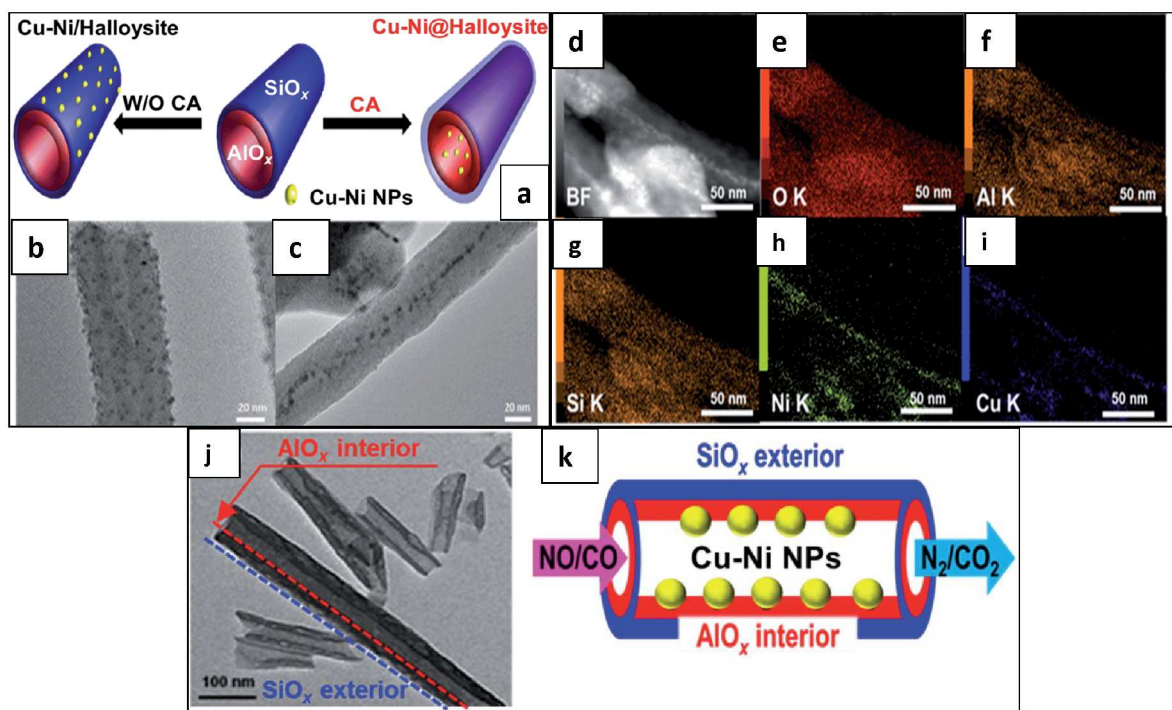 Cu-Ni/Halloysite
Cu-Ni@Halloysite
SiOx
W/O CA
CA
AlOx
Cu-Ni NPs
a
b
20 nm
c
20 nm
d
BF
50 nm
e
O K
50 nm
f
Al K
50 nm
g
Si K
50 nm
h
Ni K
50 nm
i
Cu K
50 nm
j
AlOx interior
100 nm
SiOx exterior
k
SiOx exterior
NO/CO
Cu-Ni NPs
N2/CO2
AlOx interior